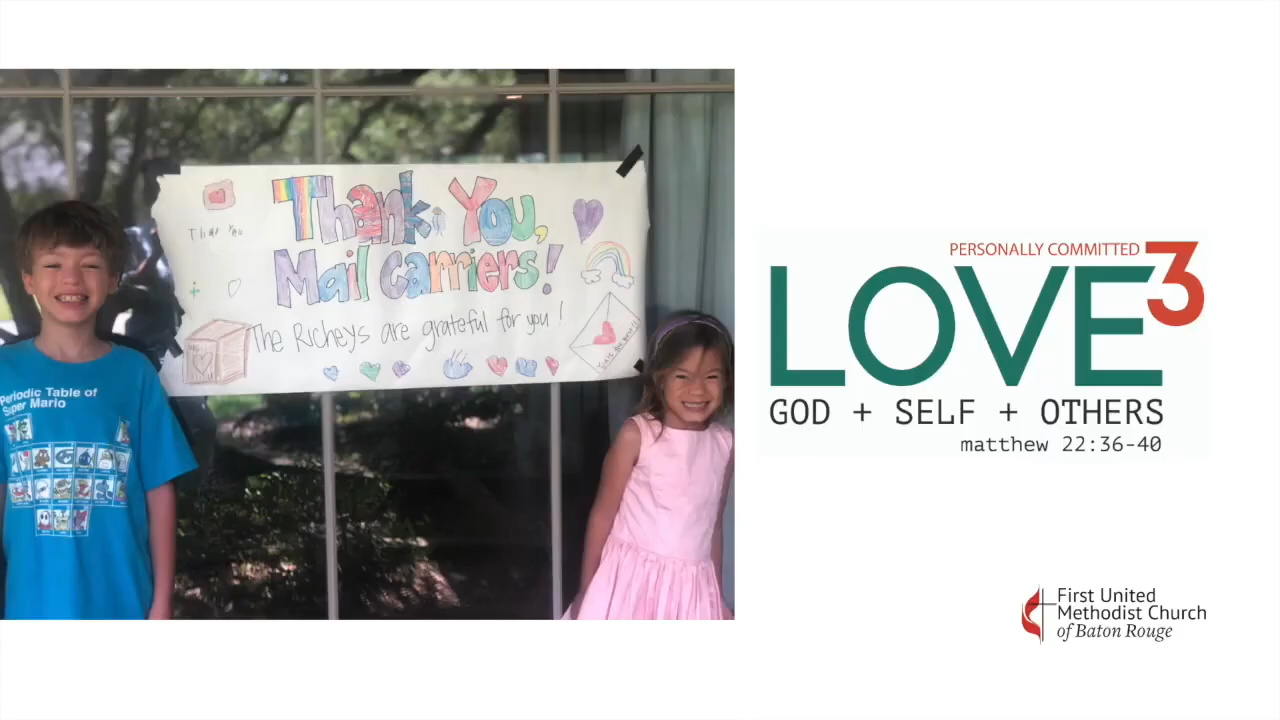 Thank You
Thank You,
Mail carriers!
The Richeys are grateful for you!
Periodic Table of
Super Mario
PERSONALLY COMMITTED
LOVE3
GOD + SELF + OTHERS
matthew 22:36-40
First United
Methodist Church
of Baton Rouge